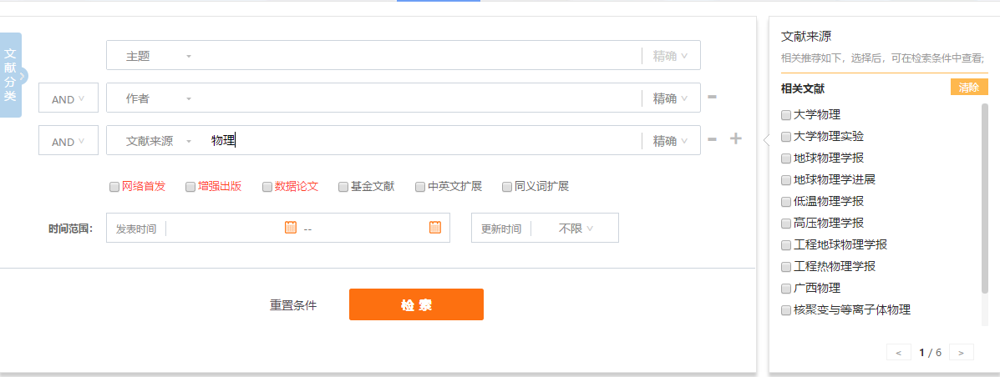 文献分类
主题 精确
AND 作者 精确
AND 文献来源 物理 精确
网络首发 增强出版 数据论文 基金文献 中英文扩展 同义词扩展
时间范围： 发表时间 -- 更新时间 不限
重置条件 检索
文献来源
相关推荐如下，选择后，可在检索条件中查看;
相关文献 清除
大学物理
大学物理实验
地球物理学报
地球物理学进展
低温物理学报
高压物理学报
工程地球物理学报
工程热物理学报
广西物理
核聚变与等离子体物理
< 1 / 6 >